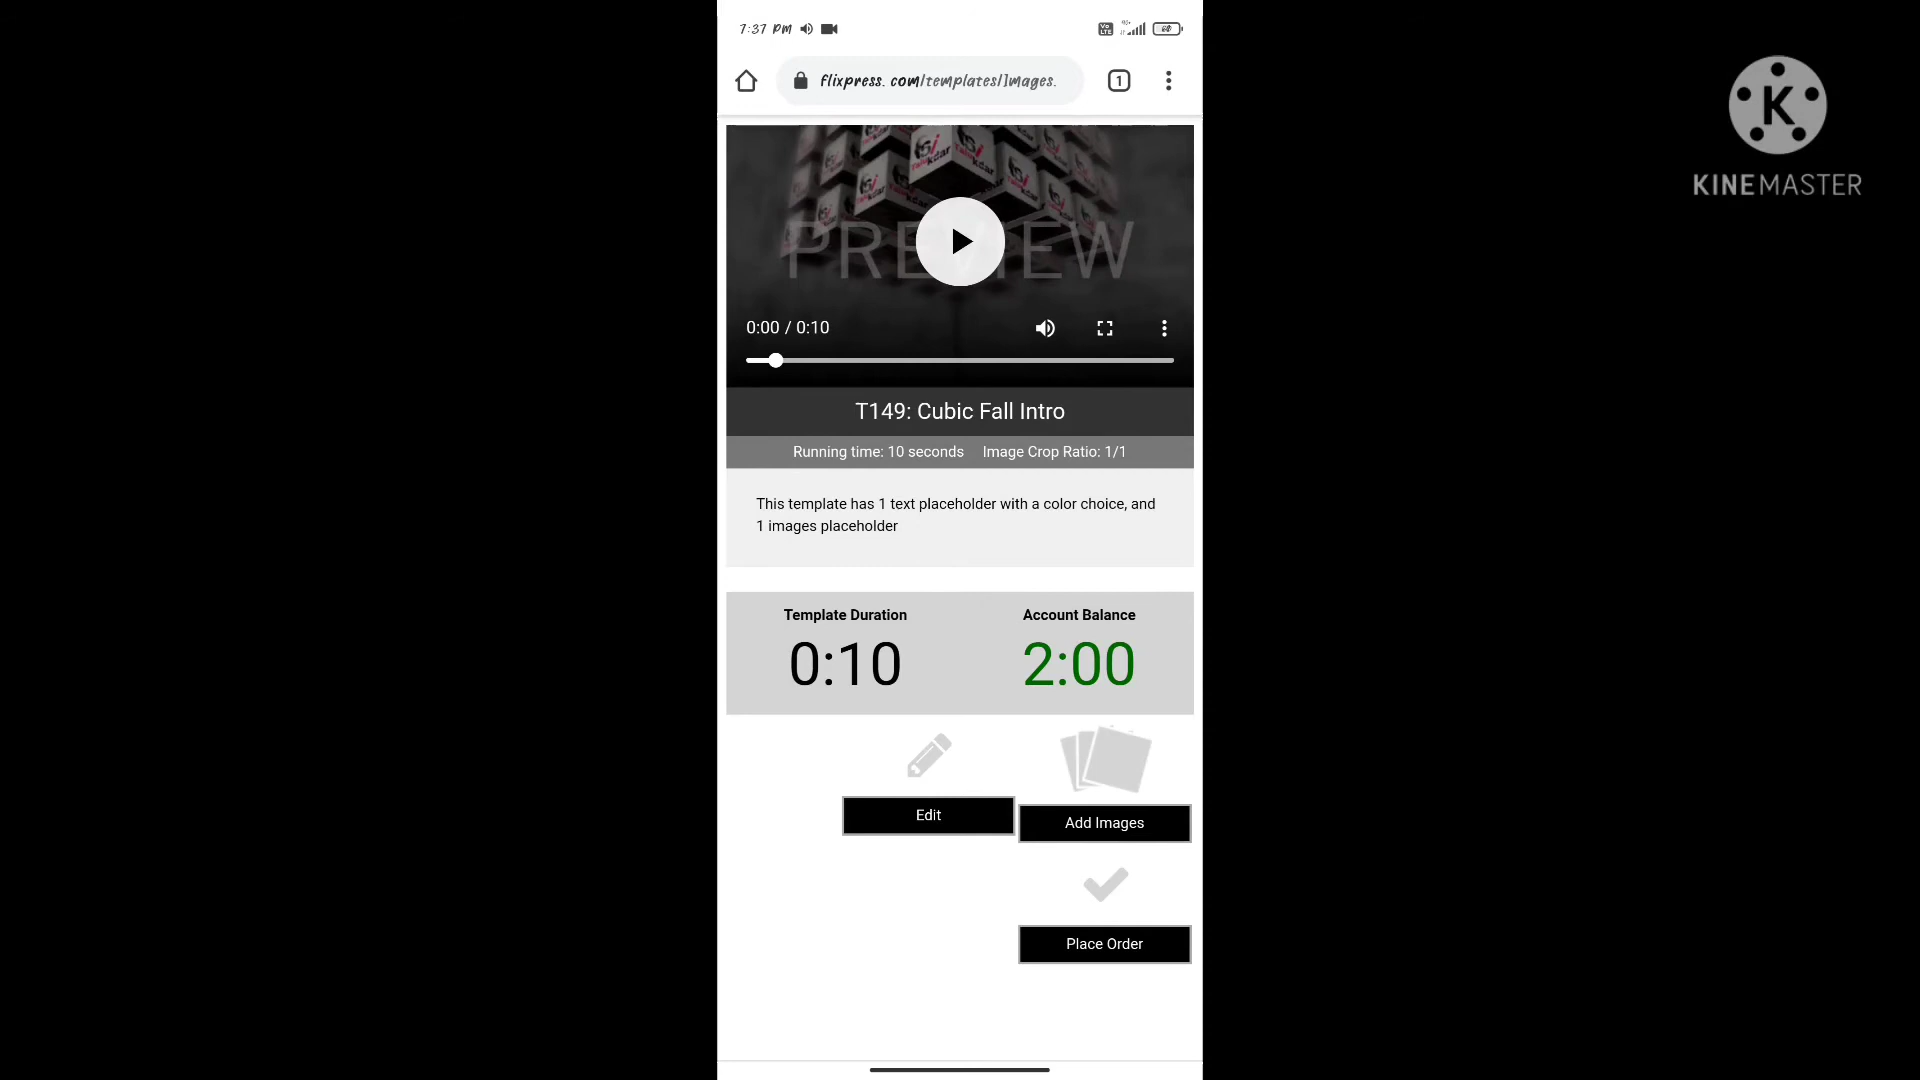 7:37 PM
flixpress. com/templates/Images.
1
KINEMASTER
PREVIEW
0:00 / 0:10
T149: Cubic Fall Intro
Running time: 10 seconds Image Crop Ratio: 1/1
This template has 1 text placeholder with a color choice, and
1 images placeholder
Template Duration Account Balance
0:10 2:00
Edit
Add Images
Place Order